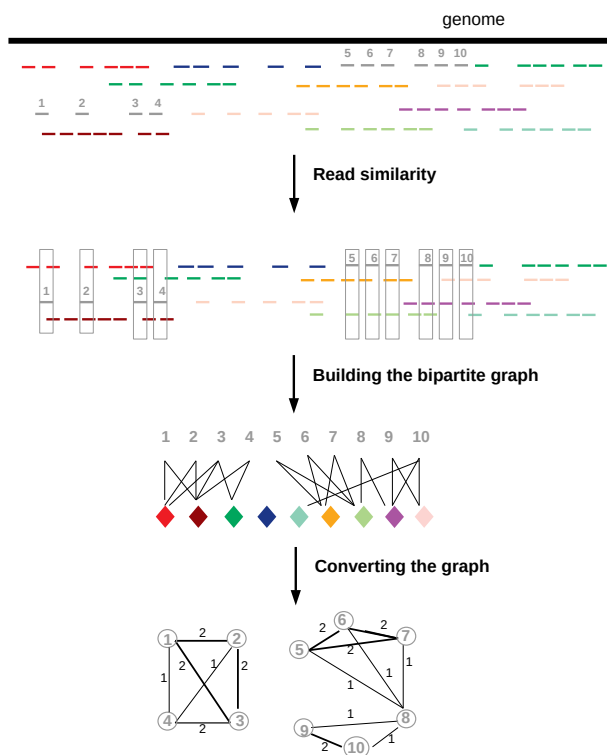 genome
5 6 7 8 9 10
1 2 3 4
Read similarity
5 6 7 8 9 10
1 2 3 4
Building the bipartite graph
1 2 3 4 5 6 7 8 9 10
Converting the graph
1 2 2
1 2 1 2
4 2 3
6
2 2 7
5 2
1 1 1
8
9 1
2 10 1